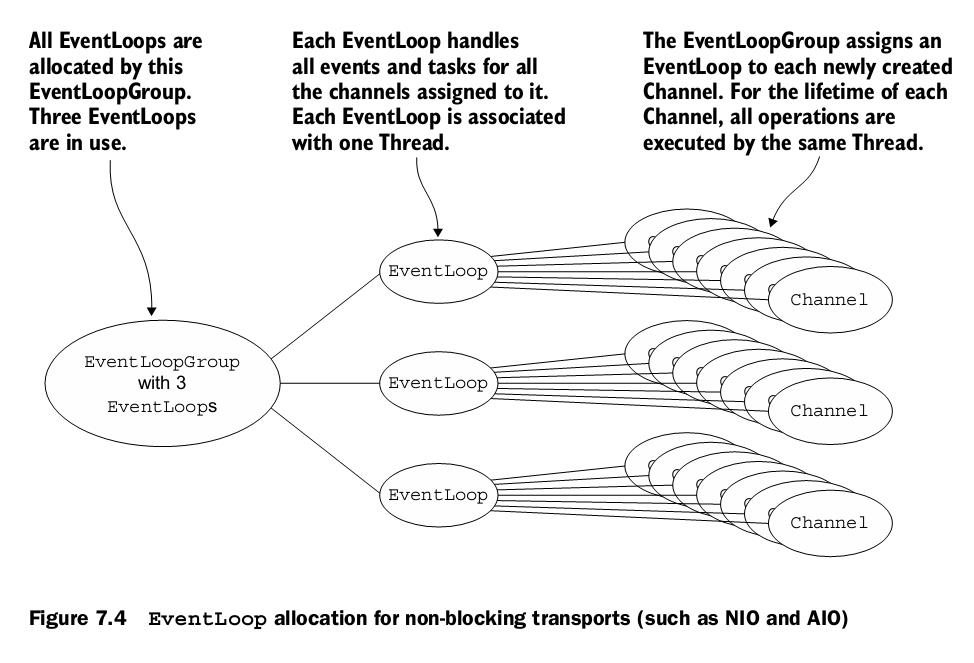 All EventLoops are
allocated by this
EventLoopGroup.
Three EventLoops
are in use.
Each EventLoop handles
all events and tasks for all
the channels assigned to it.
Each EventLoop is associated
with one Thread.
The EventLoopGroup assigns an
EventLoop to each newly created
Channel. For the lifetime of each
Channel, all operations are
executed by the same Thread.
EventLoopGroup
with 3
EventLoops
EventLoop
Channel
EventLoop
Channel
EventLoop
Channel
Figure 7.4 EventLoop allocation for non-blocking transports (such as NIO and AIO)